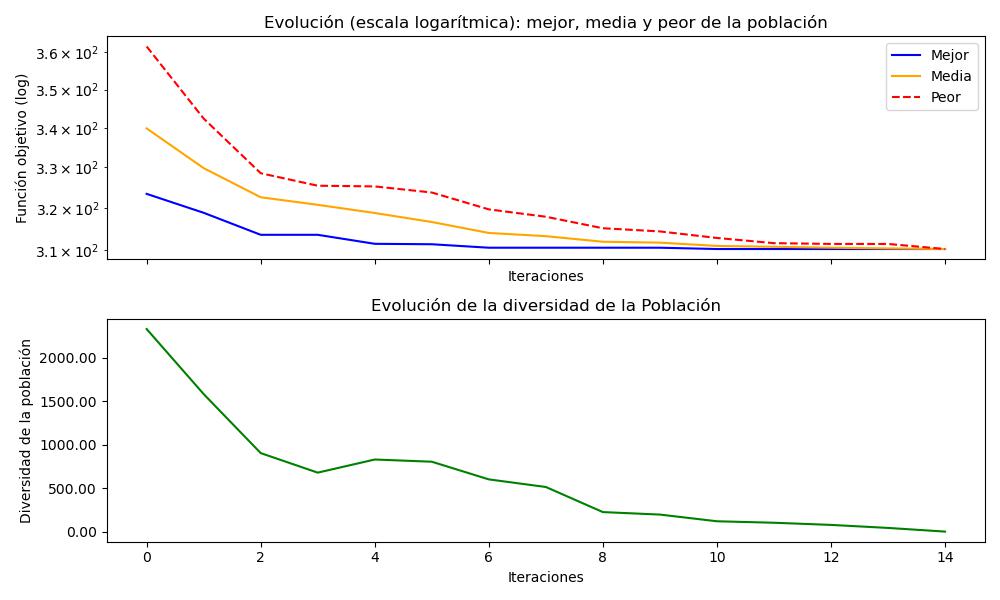 Evolución (escala logarítmica): mejor, media y peor de la población
Función objetivo (log)
3.6 × 10²
3.5 × 10²
3.4 × 10²
3.3 × 10²
3.2 × 10²
3.1 × 10²
Mejor
Media
Peor
Iteraciones
Evolución de la diversidad de la Población
Diversidad de la población
2000.00
1500.00
1000.00
500.00
0.00
0 2 4 6 8 10 12 14
Iteraciones